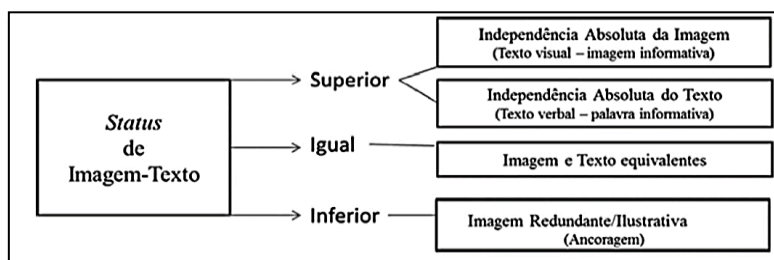 Status
de
Imagem-Texto
Superior
Independência Absoluta da Imagem
(Texto visual – imagem informativa)
Independência Absoluta do Texto
(Texto verbal – palavra informativa)
Igual
Imagem e Texto equivalentes
Inferior
Imagem Redundante/Ilustrativa
(Ancoragem)